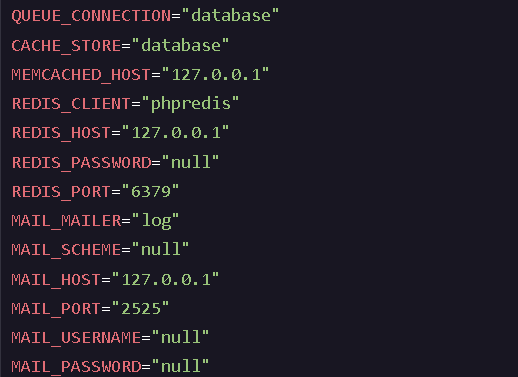 QUEUE_CONNECTION="database"
CACHE_STORE="database"
MEMCACHED_HOST="127.0.0.1"
REDIS_CLIENT="phpredis"
REDIS_HOST="127.0.0.1"
REDIS_PASSWORD="null"
REDIS_PORT="6379"
MAIL_MAILER="log"
MAIL_SCHEME="null"
MAIL_HOST="127.0.0.1"
MAIL_PORT="2525"
MAIL_USERNAME="null"
MAIL_PASSWORD="null"